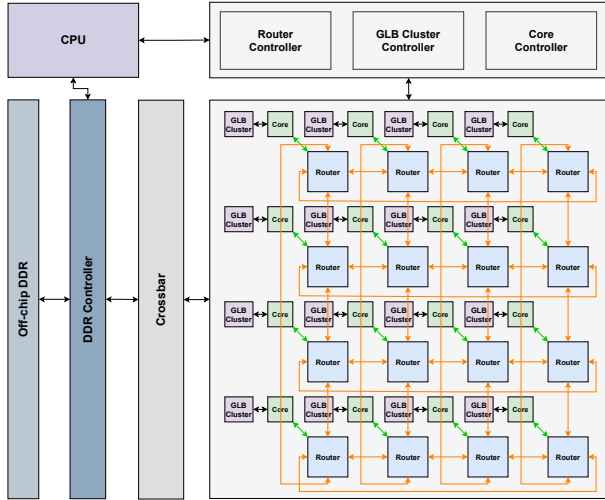 CPU
Router
Controller
GLB Cluster
Controller
Core
Controller
Off-chip DDR
DDR Controller
Crossbar
GLB
Cluster
Core
GLB
Cluster
Core
GLB
Cluster
Core
GLB
Cluster
Core
Router
Router
Router
Router
GLB
Cluster
Core
GLB
Cluster
Core
GLB
Cluster
Core
GLB
Cluster
Core
Router
Router
Router
Router
GLB
Cluster
Core
GLB
Cluster
Core
GLB
Cluster
Core
GLB
Cluster
Core
Router
Router
Router
Router
GLB
Cluster
Core
GLB
Cluster
Core
GLB
Cluster
Core
GLB
Cluster
Core
Router
Router
Router
Router